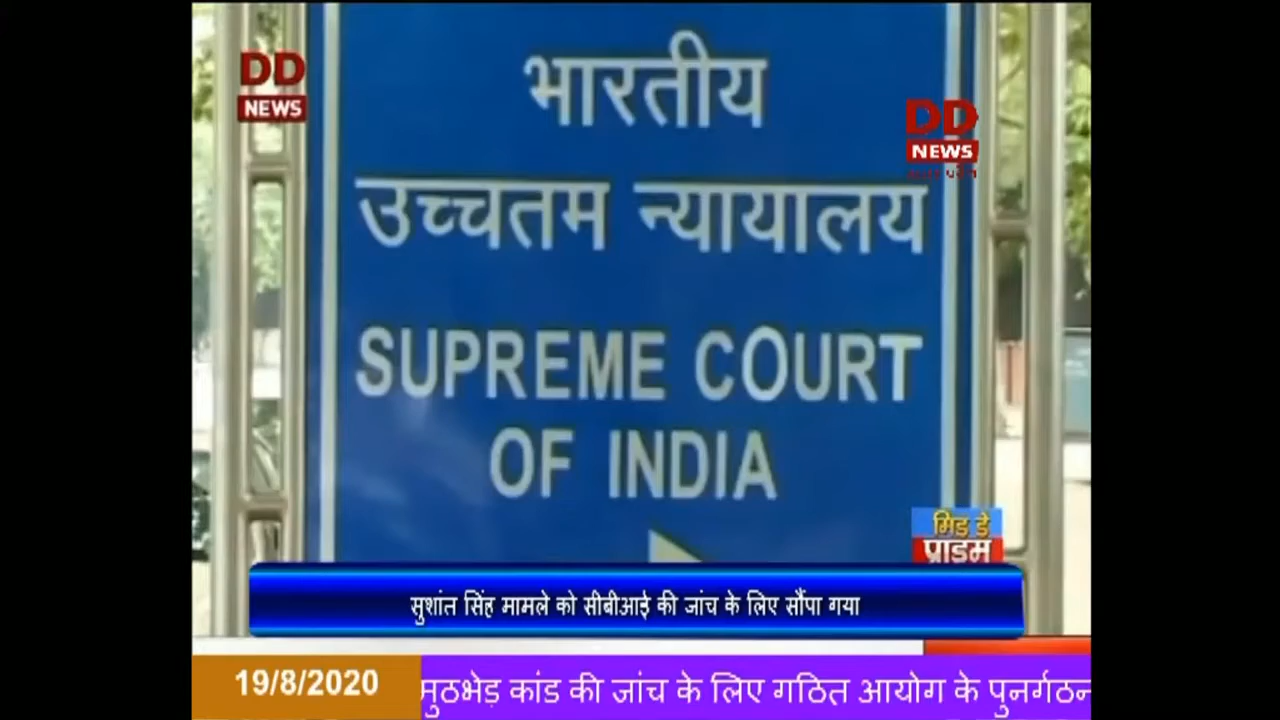 DD
NEWS
DD
NEWS
भारतीय
उच्चतम न्यायालय
SUPREME COURT
OF INDIA
मिड डे
प्राइम
सुशांत सिंह मामले को सीबीआई की जांच के लिए सौंपा गया
19/8/2020
मुठभेड़ कांड की जांच के लिए गठित आयोग के पुनर्गठन